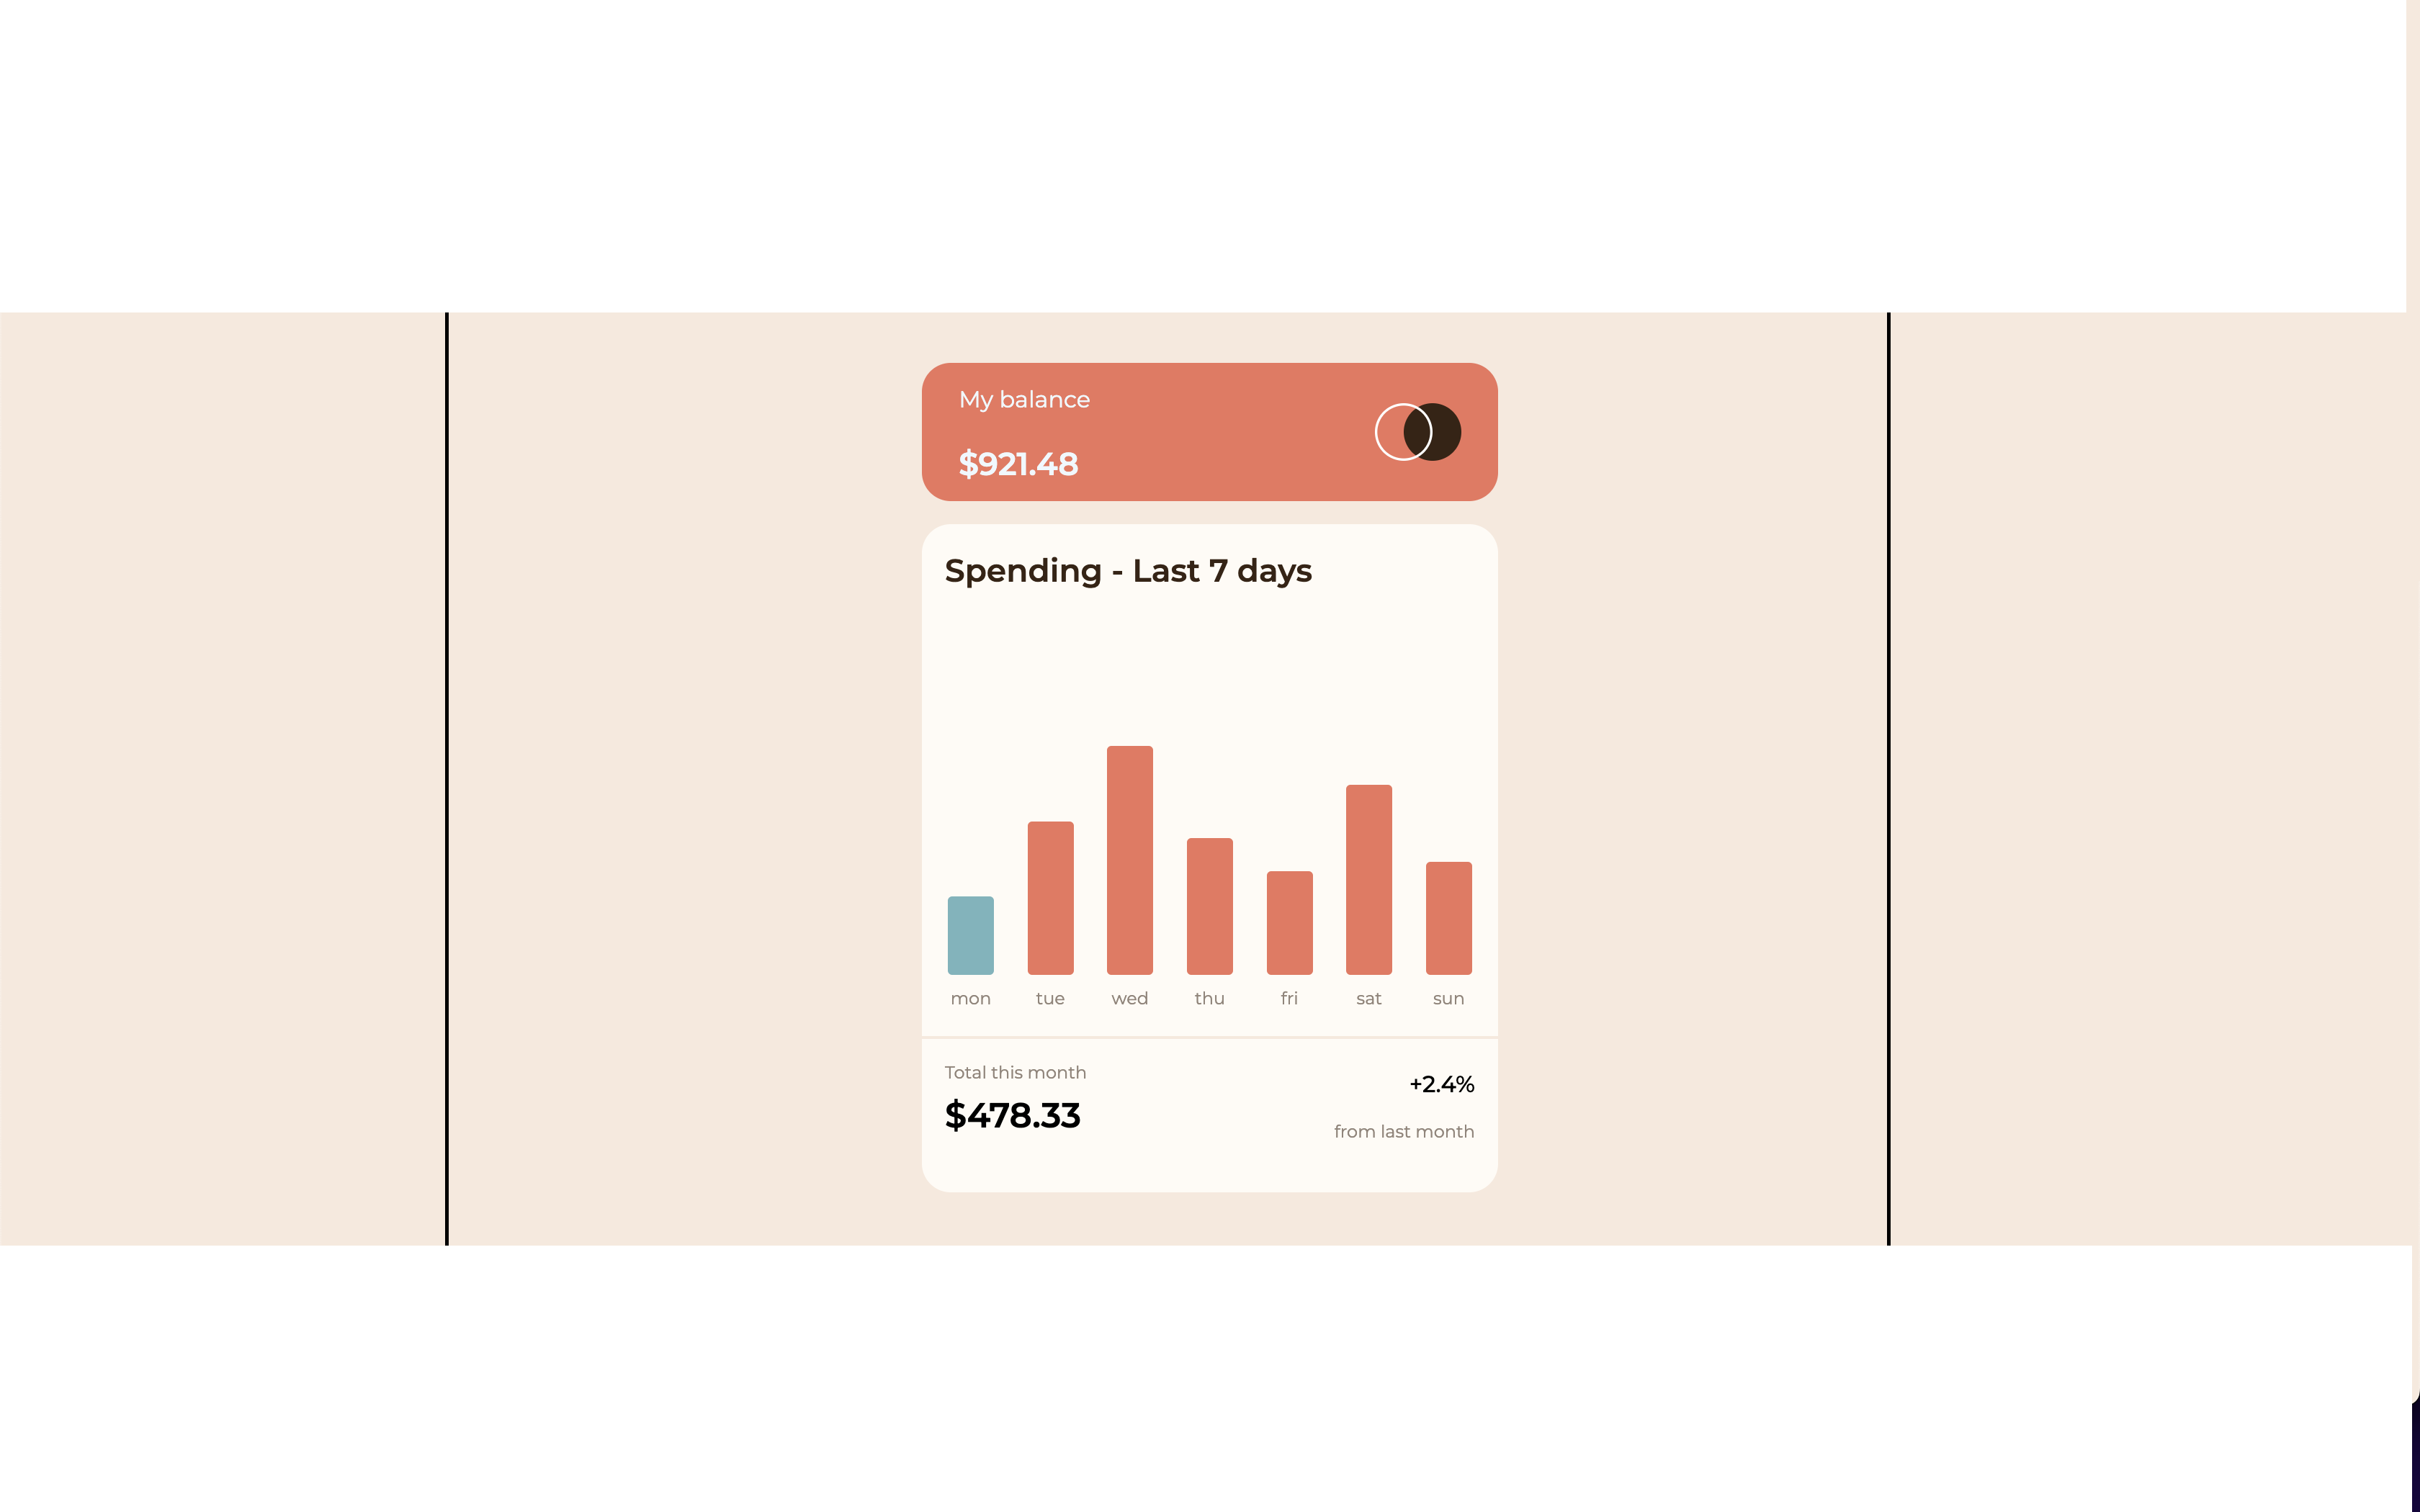 My balance
$921.48
Spending - Last 7 days
mon tue wed thu fri sat sun
Total this month
$478.33
+2.4%
from last month